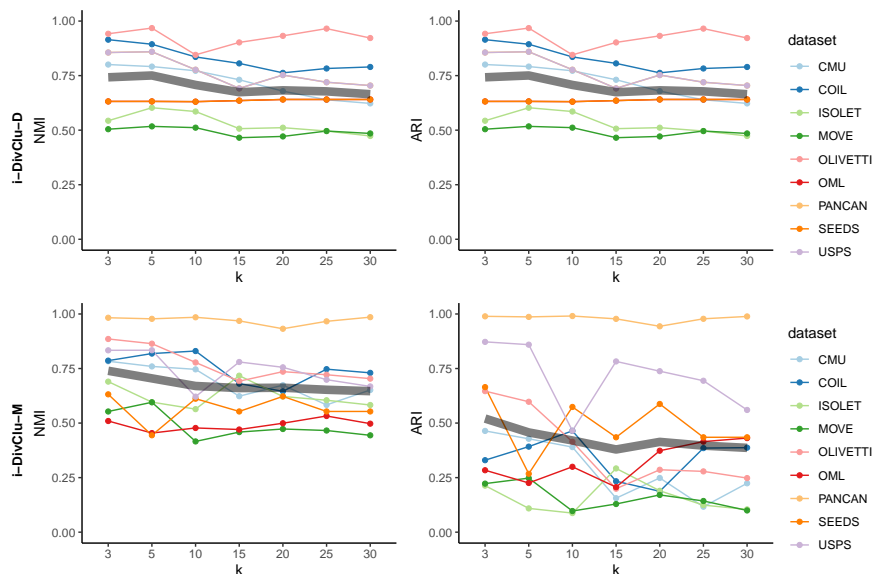 i−DivClu−D
NMI
1.00
0.75
0.50
0.25
0.00
3 5 10 15 20 25 30
k
ARI
1.00
0.75
0.50
0.25
0.00
3 5 10 15 20 25 30
k
dataset
CMU
COIL
ISOLET
MOVE
OLIVETTI
OML
PANCAN
SEEDS
USPS
i−DivClu−M
NMI
1.00
0.75
0.50
0.25
0.00
3 5 10 15 20 25 30
k
ARI
1.00
0.75
0.50
0.25
0.00
3 5 10 15 20 25 30
k
dataset
CMU
COIL
ISOLET
MOVE
OLIVETTI
OML
PANCAN
SEEDS
USPS